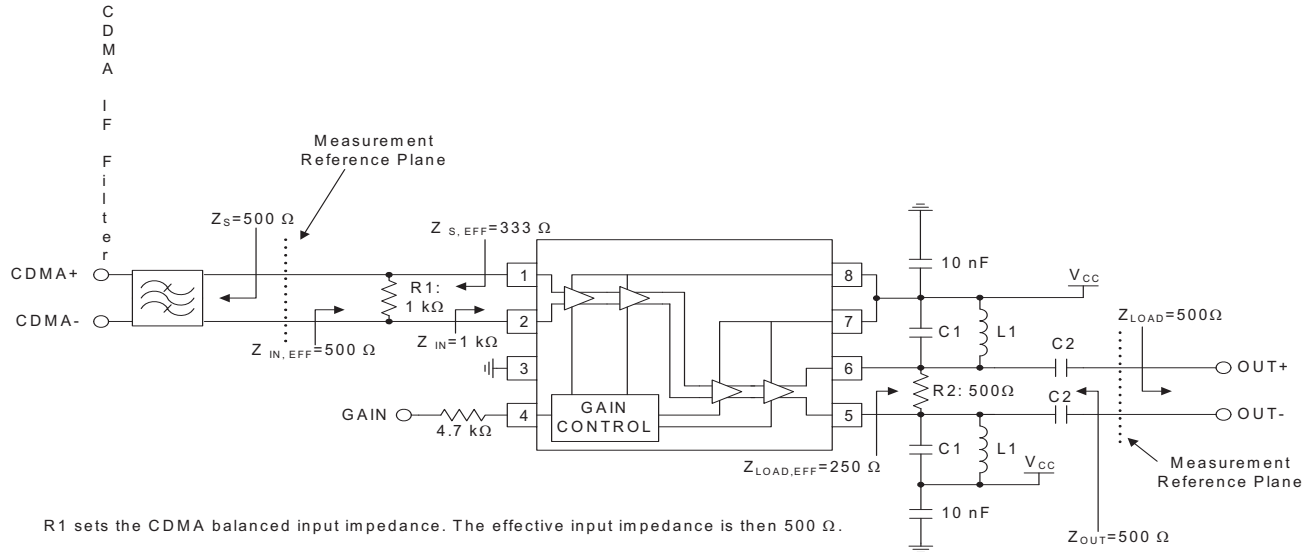 CDMA IF Filter
Measurement
Reference Plane
Z_S=500 Ω
Z_S,EFF=333 Ω
CDMA+
CDMA-
R1:
1 kΩ
Z_IN,EFF=500 Ω
Z_IN=1 kΩ
1
2
3
4
8
7
6
5
GAIN
4.7 kΩ
GAIN
CONTROL
10 nF
V_CC
C1
L1
C2
Z_LOAD=500Ω
OUT+
R2: 500Ω
C2
OUT-
Z_LOAD,EFF=250 Ω
C1
L1
V_CC
Measurement
Reference Plane
10 nF
Z_OUT=500 Ω
R1 sets the CDMA balanced input impedance. The effective input impedance is then 500 Ω.